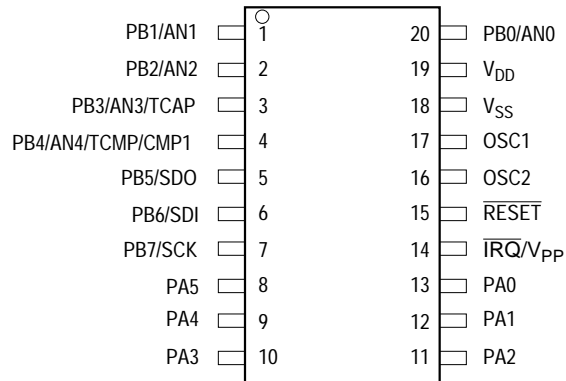 PB1/AN1 1 20 PB0/AN0
PB2/AN2 2 19 VDD
PB3/AN3/TCAP 3 18 VSS
PB4/AN4/TCMP/CMP1 4 17 OSC1
PB5/SDO 5 16 OSC2
PB6/SDI 6 15 R̅E̅S̅E̅T̅
PB7/SCK 7 14 I̅R̅Q̅/VPP
PA5 8 13 PA0
PA4 9 12 PA1
PA3 10 11 PA2